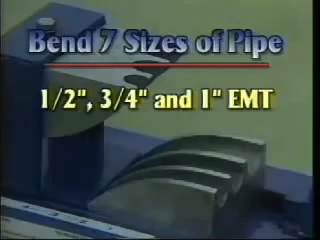 Bend 7 Sizes of Pipe
1/2", 3/4" and 1" EMT